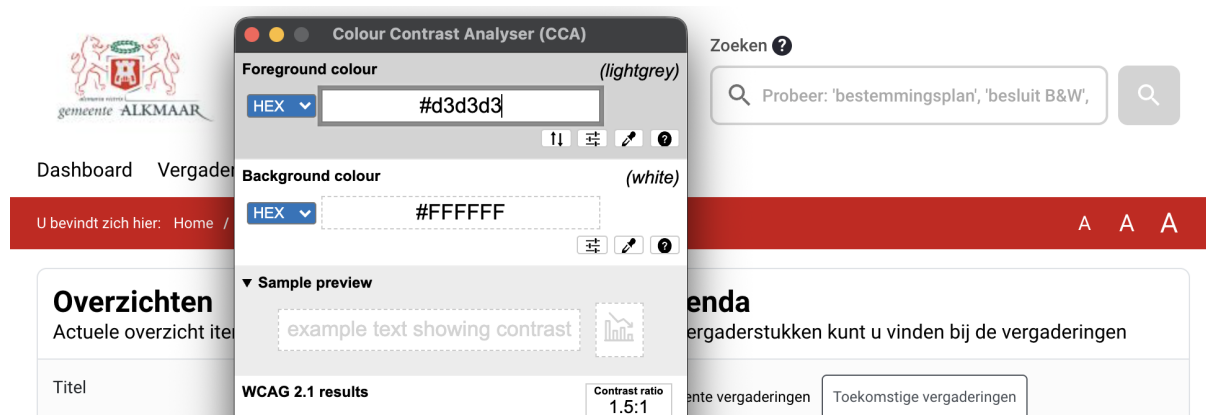 Colour Contrast Analyser (CCA)
Foreground colour
(lightgrey)
HEX
#d3d3d3
Background colour
(white)
HEX
#FFFFFF
Sample preview
example text showing contrast
WCAG 2.1 results
Contrast ratio
1.5:1
gemeente ALKMAAR
Zoeken ?
Probeer: 'bestemmingsplan', 'besluit B&W',
Dashboard Vergader
U bevindt zich hier: Home /
A A A
Overzichten
Actuele overzicht ite
Titel
enda
ergaderstukken kunt u vinden bij de vergaderingen
ente vergaderingen
Toekomstige vergaderingen